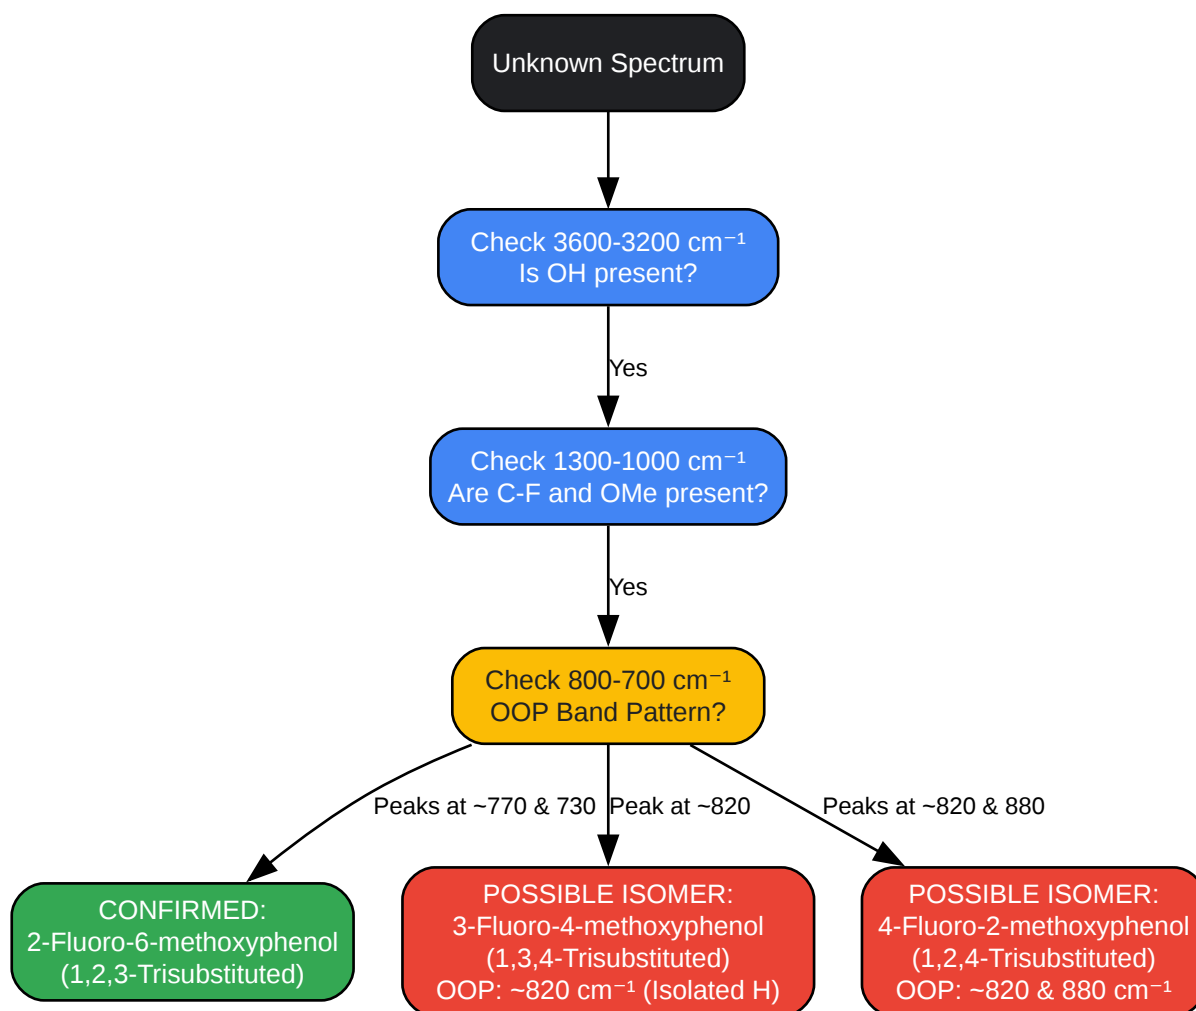 Unknown Spectrum
Check 3600-3200 cm⁻¹
Is OH present?
Yes
Check 1300-1000 cm⁻¹
Are C-F and OMe present?
Yes
Check 800-700 cm⁻¹
OOP Band Pattern?
Peaks at ~770 & 730
Peak at ~820
Peaks at ~820 & 880
CONFIRMED:
2-Fluoro-6-methoxyphenol
(1,2,3-Trisubstituted)
POSSIBLE ISOMER:
3-Fluoro-4-methoxyphenol
(1,3,4-Trisubstituted)
OOP: ~820 cm⁻¹ (Isolated H)
POSSIBLE ISOMER:
4-Fluoro-2-methoxyphenol
(1,2,4-Trisubstituted)
OOP: ~820 & 880 cm⁻¹